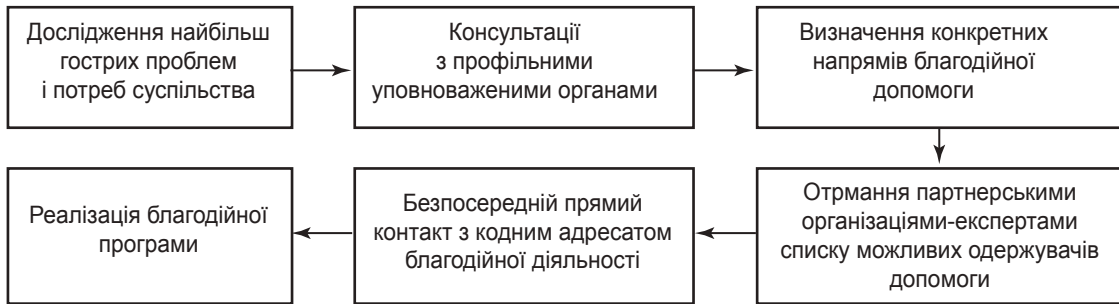 Дослідження найбільш
гострих проблем
і потреб суспільства
Консультації
з профільними
уповноваженими органами
Визначення конкретних
напрямів благодійної
допомоги
Отрмання партнерськими
організаціями-експертами
списку можливих одержувачів
допомоги
Безпосередній прямий
контакт з кодним адресатом
благодійної діяльності
Реалізація благодійної
програми